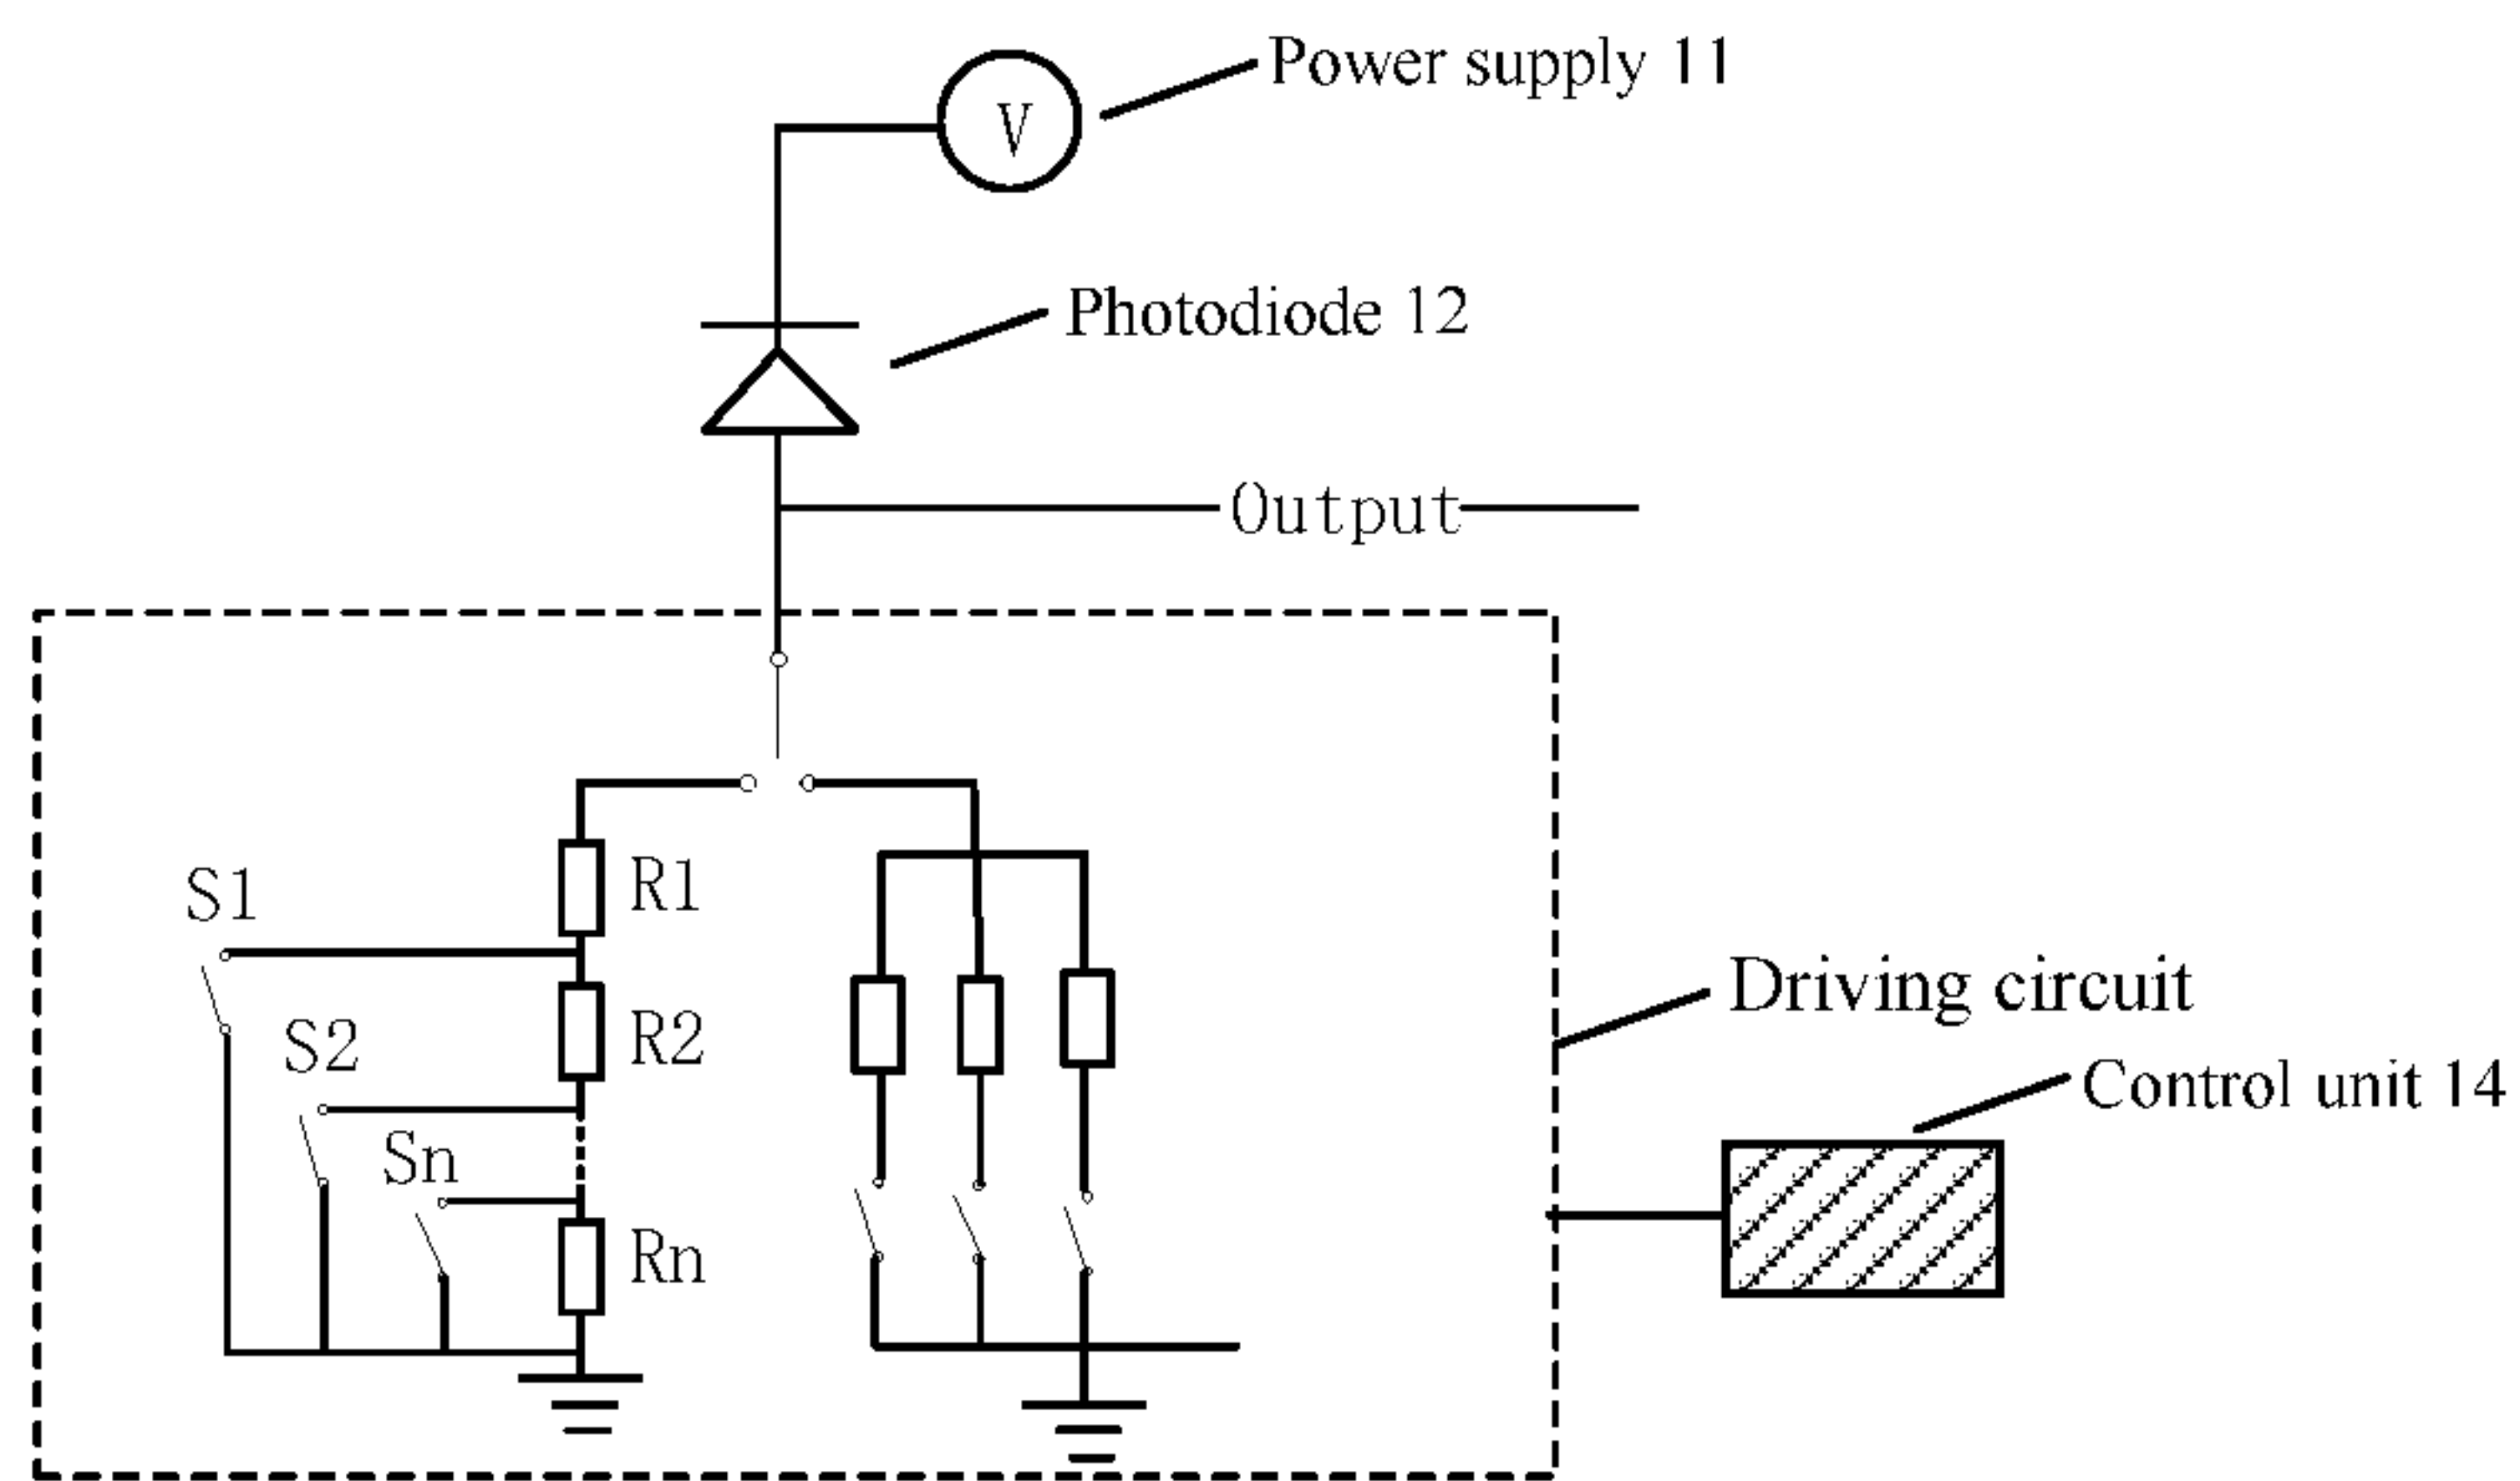 Power supply 11
V
Photodiode 12
Output
R1
S1
R2
S2
Sn
Rn
Driving circuit
Control unit 14